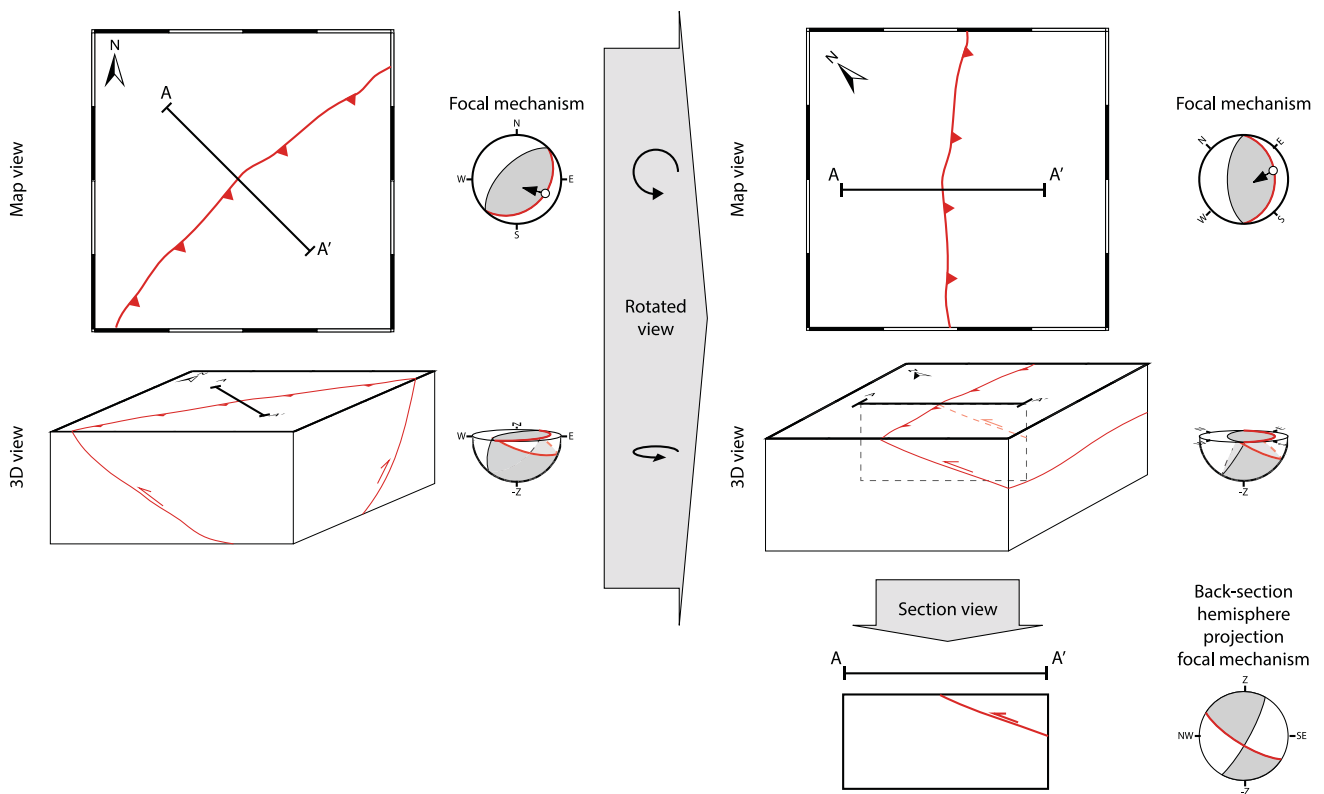 N
A
A'
Map view
Focal mechanism
N
W
E
S
Rotated
view
N
A
A'
Map view
Focal mechanism
N
E
W
S
3D view
A
A'
W
E
-Z
3D view
A
A'
-Z
Section view
A
A'
Back-section
hemisphere
projection
focal mechanism
Z
NW
SE
-Z